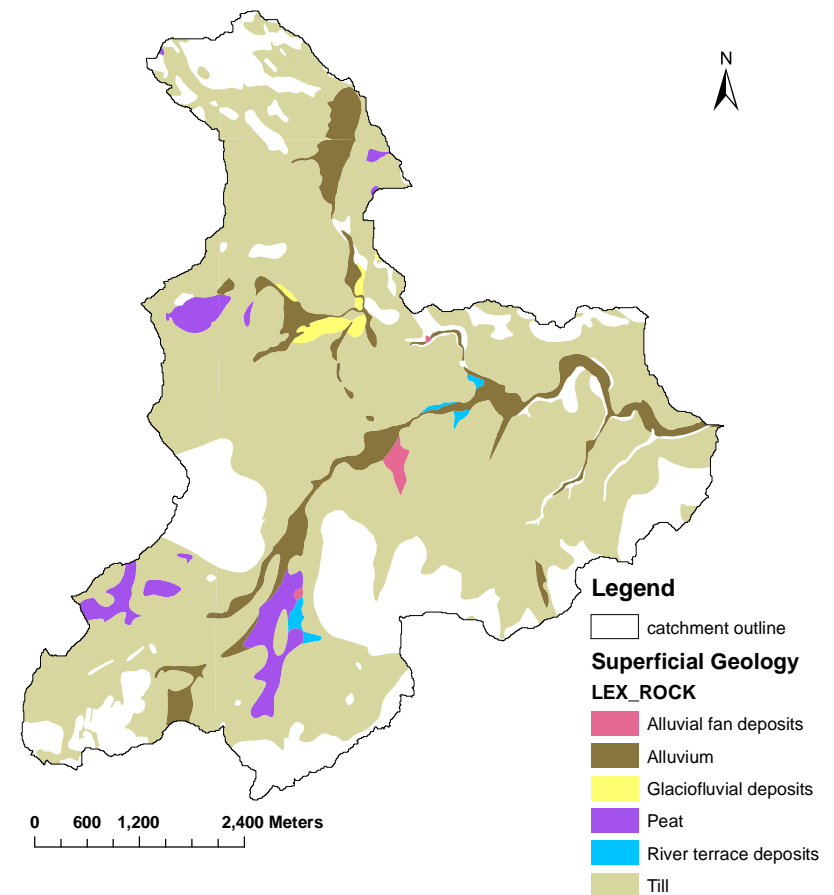 N
Legend
catchment outline
Superficial Geology
LEX_ROCK
Alluvial fan deposits
Alluvium
Glaciofluvial deposits
Peat
River terrace deposits
Till
0 600 1,200 2,400 Meters